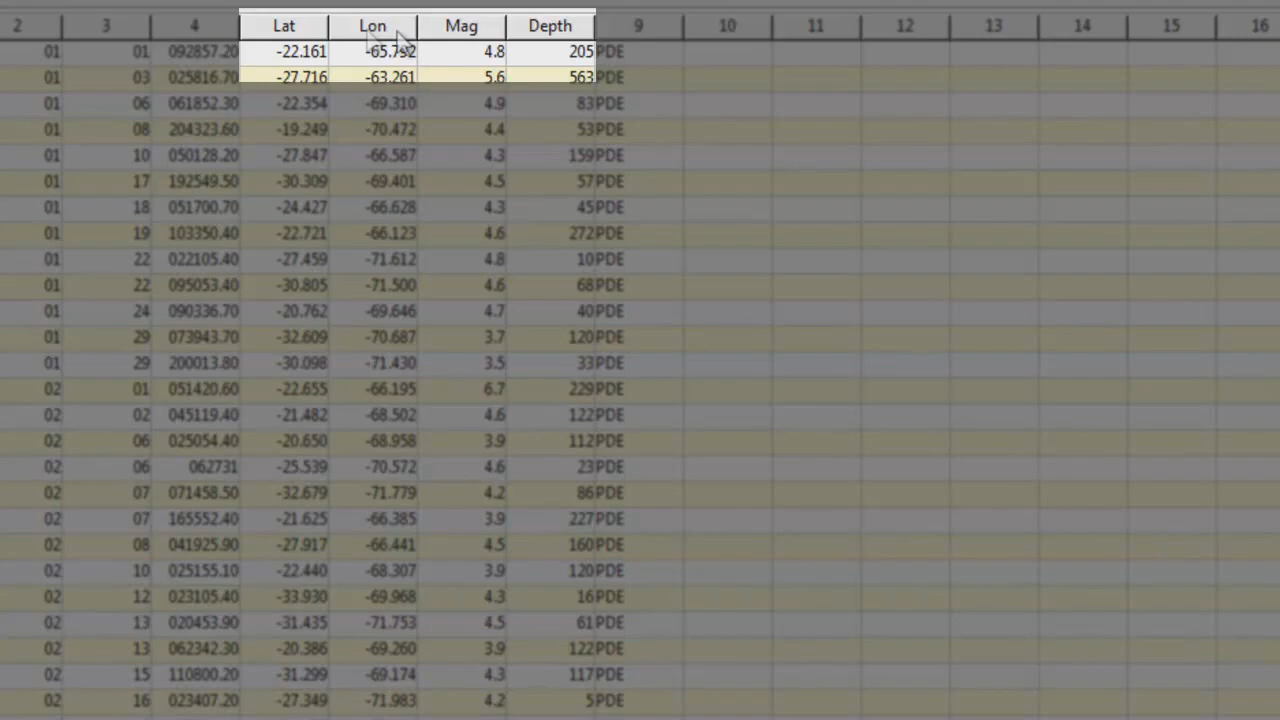 2 3 4 Lat Lon Mag Depth 9 10 11 12 13 14 15 16
01 01 092857.20 -22.161 -65.792 4.8 205 PDE
01 03 025816.70 -27.716 -63.261 5.6 563 PDE
01 06 061852.30 -22.354 -69.310 4.9 83 PDE
01 08 204323.60 -19.249 -70.472 4.4 53 PDE
01 10 050128.20 -27.847 -66.587 4.3 159 PDE
01 17 192549.50 -30.309 -69.401 4.5 57 PDE
01 18 051700.70 -24.427 -66.628 4.3 45 PDE
01 19 103350.40 -22.721 -66.123 4.6 272 PDE
01 22 022105.40 -27.459 -71.612 4.8 10 PDE
01 22 095053.40 -30.805 -71.500 4.6 68 PDE
01 24 090336.70 -20.762 -69.646 4.7 40 PDE
01 29 073943.70 -32.609 -70.687 3.7 120 PDE
01 29 200013.80 -30.098 -71.430 3.5 33 PDE
02 01 051420.60 -22.655 -66.195 6.7 229 PDE
02 02 045119.40 -21.482 -68.502 4.6 122 PDE
02 06 025054.40 -20.650 -68.958 3.9 112 PDE
02 06 062731 -25.539 -70.572 4.6 23 PDE
02 07 071458.50 -32.679 -71.779 4.2 86 PDE
02 07 165552.40 -21.625 -66.385 3.9 227 PDE
02 08 041925.90 -27.917 -66.441 4.5 160 PDE
02 10 025155.10 -22.440 -68.307 3.9 120 PDE
02 12 023105.40 -33.930 -69.968 4.3 16 PDE
02 13 020453.90 -31.435 -71.753 4.5 61 PDE
02 13 062342.30 -20.386 -69.260 3.9 122 PDE
02 15 110800.20 -31.299 -69.174 4.3 117 PDE
02 16 023407.20 -27.349 -71.983 4.2 5 PDE